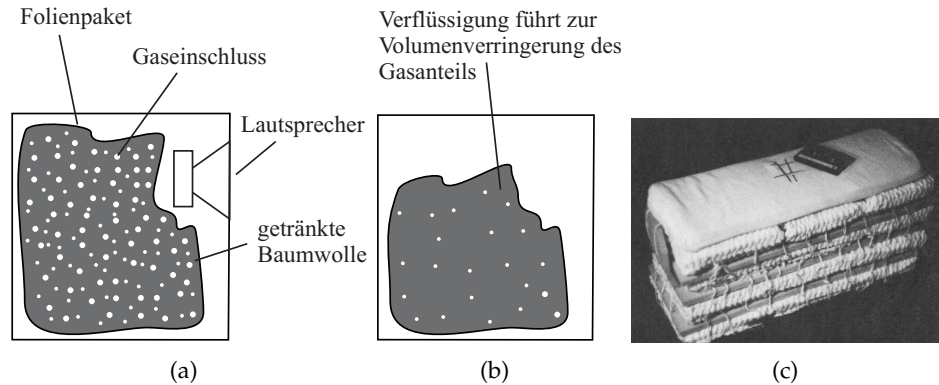 Folienpaket
Gaseinschluss
Lautsprecher
getränkte
Baumwolle
Verflüssigung führt zur
Volumenverringerung des
Gasanteils
(a)
(b)
(c)